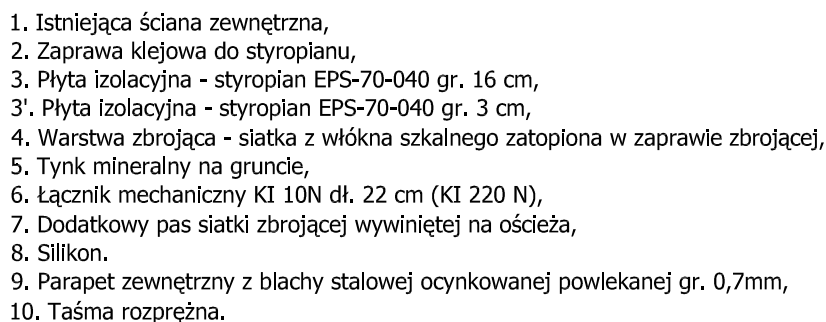 1. Istniejąca ściana zewnętrzna,
2. Zaprawa klejowa do styropianu,
3. Płyta izolacyjna - styropian EPS-70-040 gr. 16 cm,
3'. Płyta izolacyjna - styropian EPS-70-040 gr. 3 cm,
4. Warstwa zbrojąca - siatka z włókna szkalnego zatopiona w zaprawie zbrojącej,
5. Tynk mineralny na gruncie,
6. Łącznik mechaniczny KI 10N dł. 22 cm (KI 220 N),
7. Dodatkowy pas siatki zbrojącej wywiniętej na ościeża,
8. Silikon.
9. Parapet zewnętrzny z blachy stalowej ocynkowanej powlekanej gr. 0,7mm,
10. Taśma rozprężna.